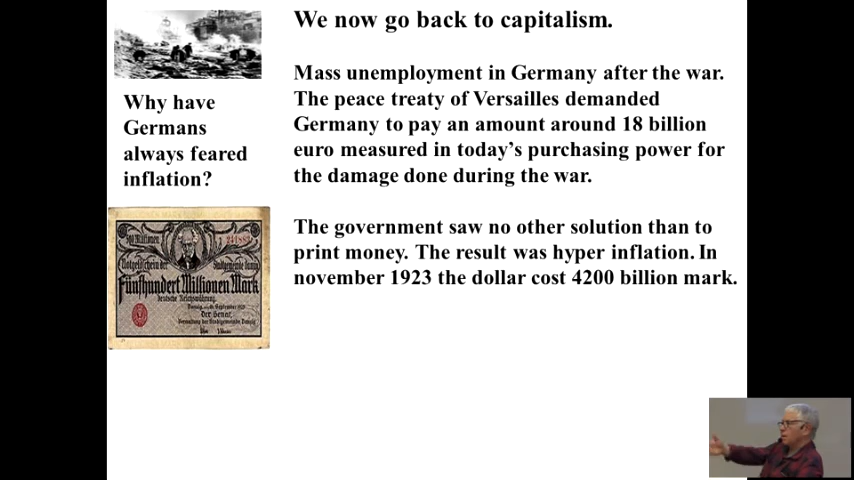 We now go back to capitalism.
Mass unemployment in Germany after the war.
The peace treaty of Versailles demanded
Germany to pay an amount around 18 billion
euro measured in today's purchasing power for
the damage done during the war.
The government saw no other solution than to
print money. The result was hyper inflation. In
november 1923 the dollar cost 4200 billion mark.
Why have
Germans
always feared
inflation?
Fünfhundert Millionen Mark
Der Senat